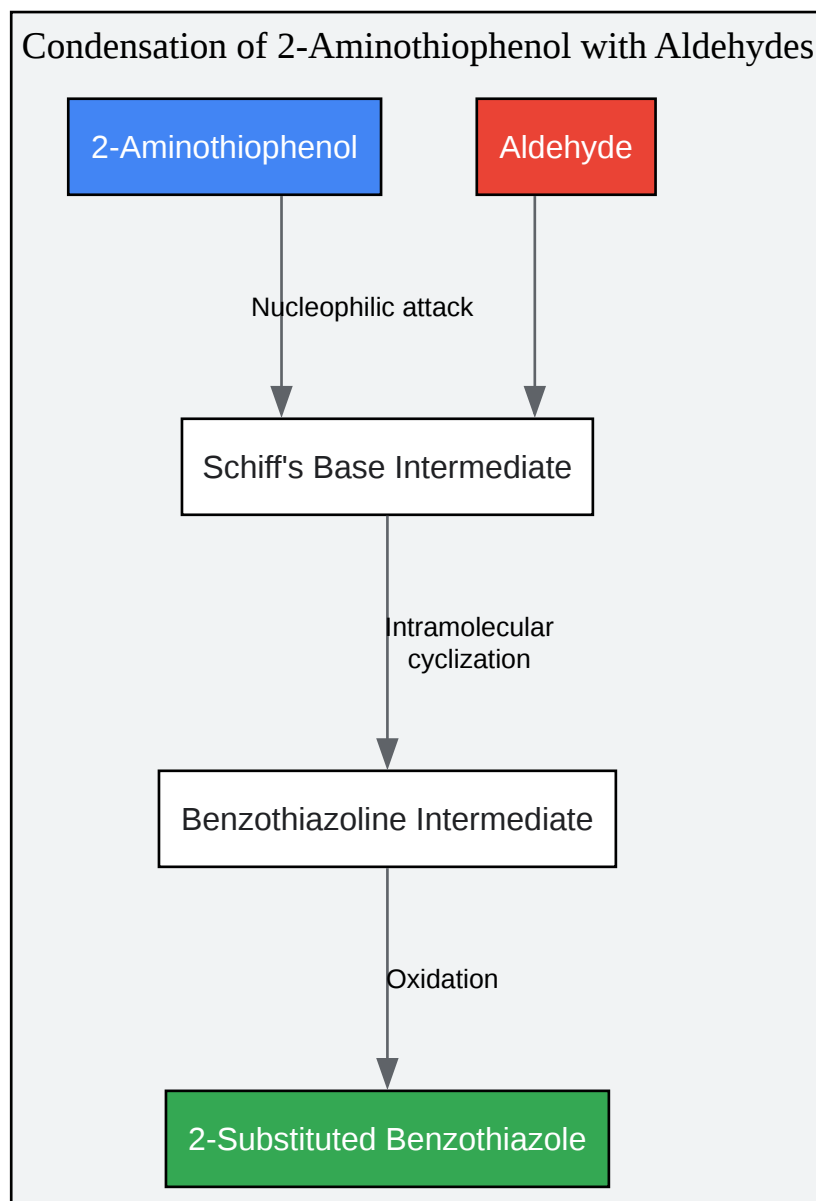 Condensation of 2-Aminothiophenol with Aldehydes
2-Aminothiophenol
Aldehyde
Nucleophilic attack
Schiff's Base Intermediate
Intramolecular
cyclization
Benzothiazoline Intermediate
Oxidation
2-Substituted Benzothiazole